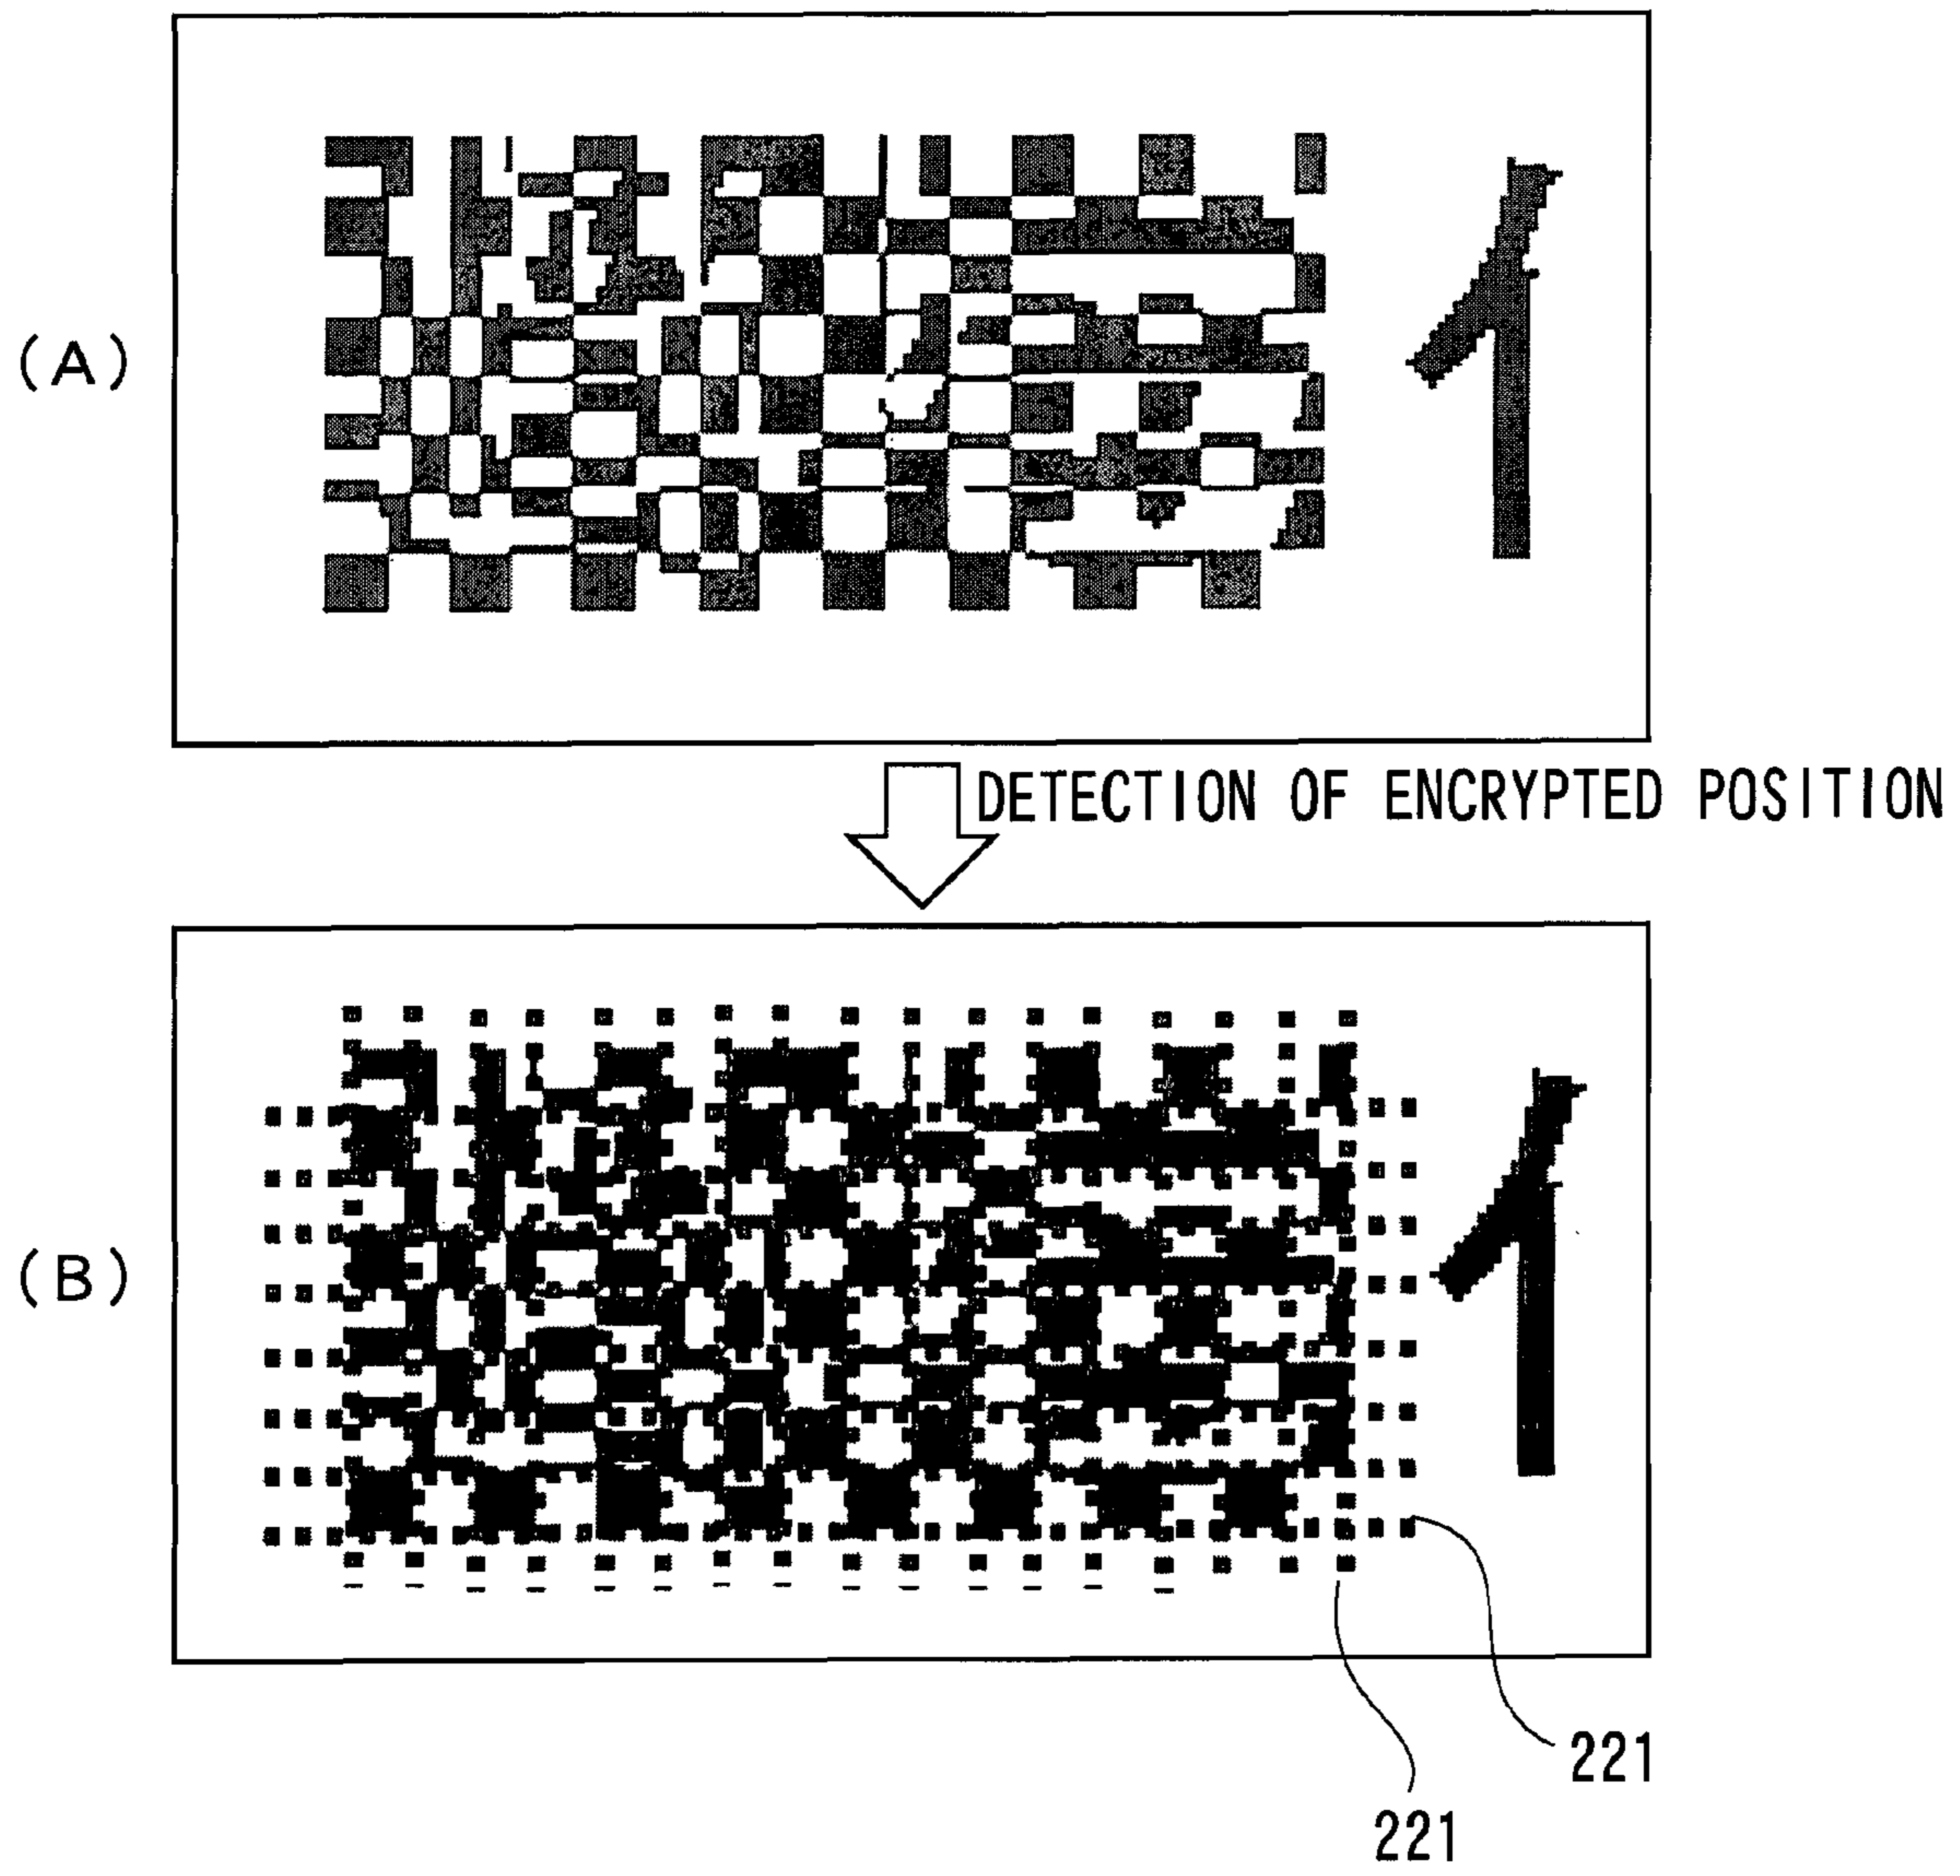 (A)
1
DETECTION OF ENCRYPTED POSITION
(B)
1
221
221